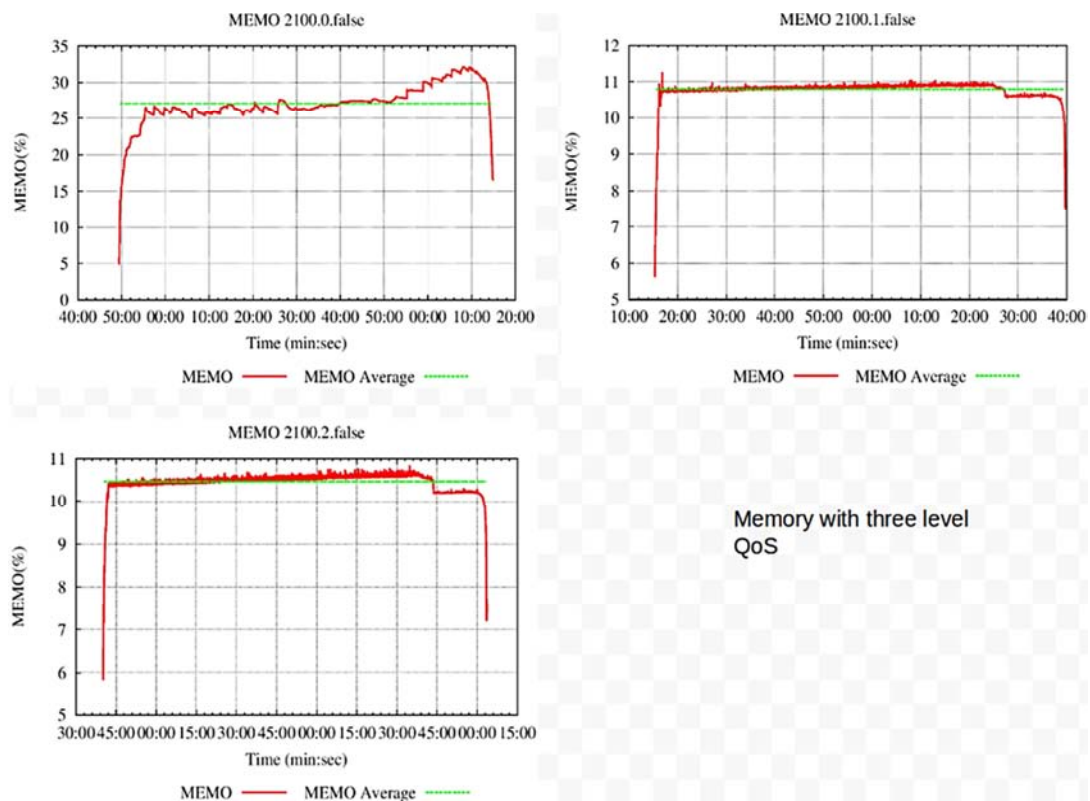 MEMO 2100.0.false
35
30
25
20
15
10
5
0
MEMO(%)
40:00 50:00 00:00 10:00 20:00 30:00 40:00 50:00 00:00 10:00 20:00
Time (min:sec)
MEMO MEMO Average
MEMO 2100.1.false
12
11
10
9
8
7
6
5
MEMO(%)
10:00 20:00 30:00 40:00 50:00 00:00 10:00 20:00 30:00 40:00
Time (min:sec)
MEMO MEMO Average
MEMO 2100.2.false
11
10
9
8
7
6
5
MEMO(%)
30:00 45:00 00:00 15:00 30:00 45:00 00:00 15:00 30:00 45:00 00:00 15:00
Time (min:sec)
MEMO MEMO Average
Memory with three level
QoS